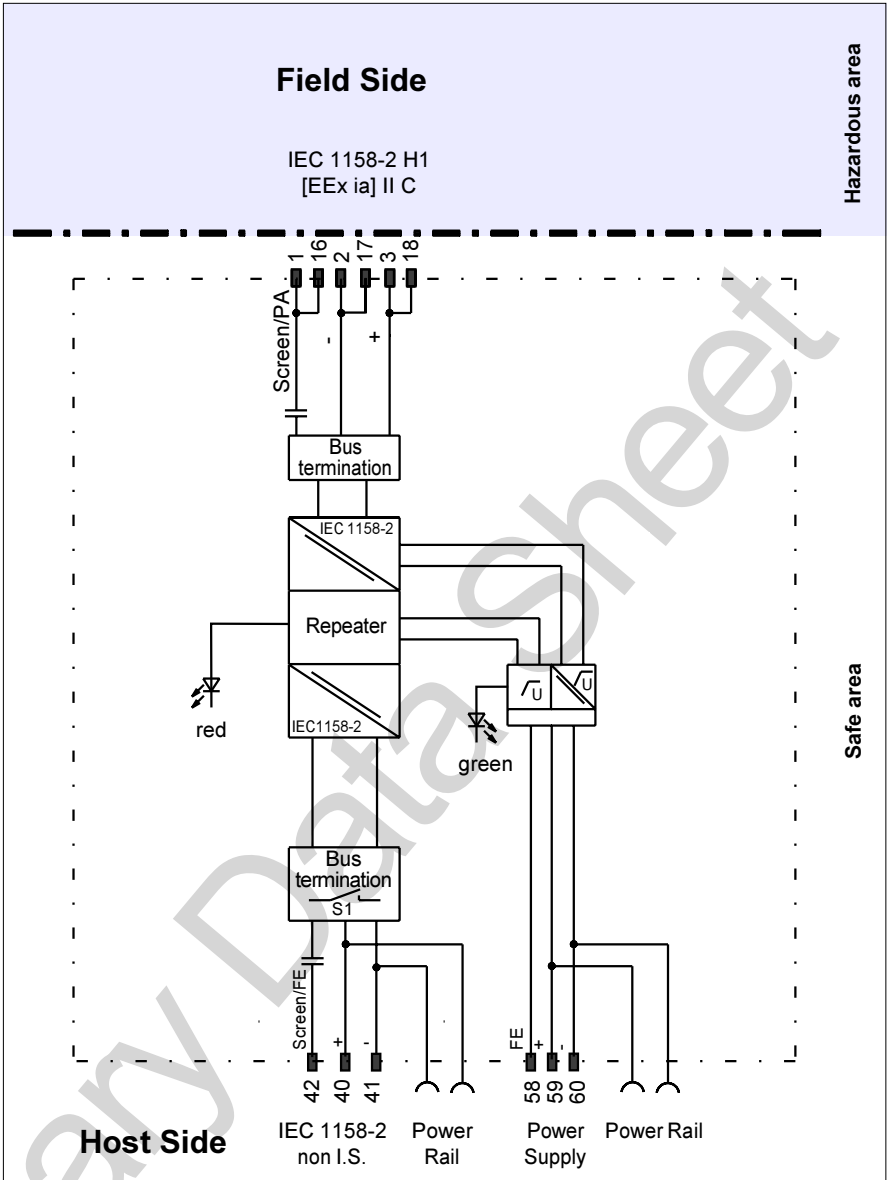 Field Side
Hazardous area
IEC 1158-2 H1
[EEx ia] II C
1
16
2
17
3
18
Screen/PA
-
+
Bus
termination
IEC 1158-2
Repeater
U
U
IEC1158-2
red
green
Safe area
Bus
termination
S1
Screen/FE
+
-
FE
+
-
42
40
41
58
59
60
Host Side
IEC 1158-2
non I.S.
Power
Rail
Power
Supply
Power Rail
ary Data Sheet